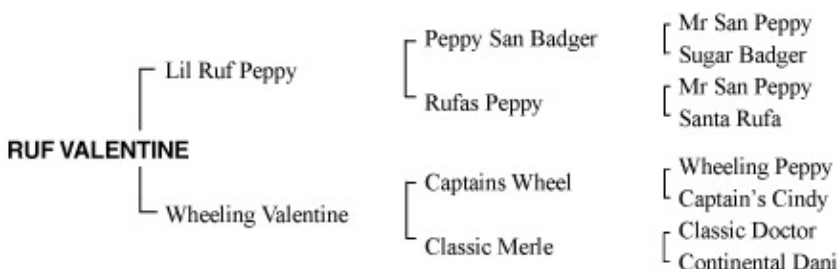 Mr San Peppy
Peppy San Badger
Sugar Badger
Lil Ruf Peppy
Mr San Peppy
Rufas Peppy
Santa Rufa
RUF VALENTINE
Wheeling Peppy
Captains Wheel
Captain's Cindy
Wheeling Valentine
Classic Doctor
Classic Merle
Continental Dani